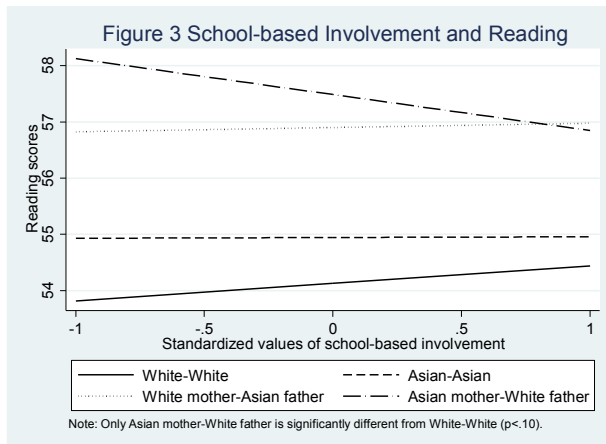 Figure 3 School-based Involvement and Reading
Reading scores
58
57
56
55
54
-1
-.5
0
.5
1
Standardized values of school-based involvement
White-White
Asian-Asian
White mother-Asian father
Asian mother-White father
Note: Only Asian mother-White father is significantly different from White-White (p<.10).